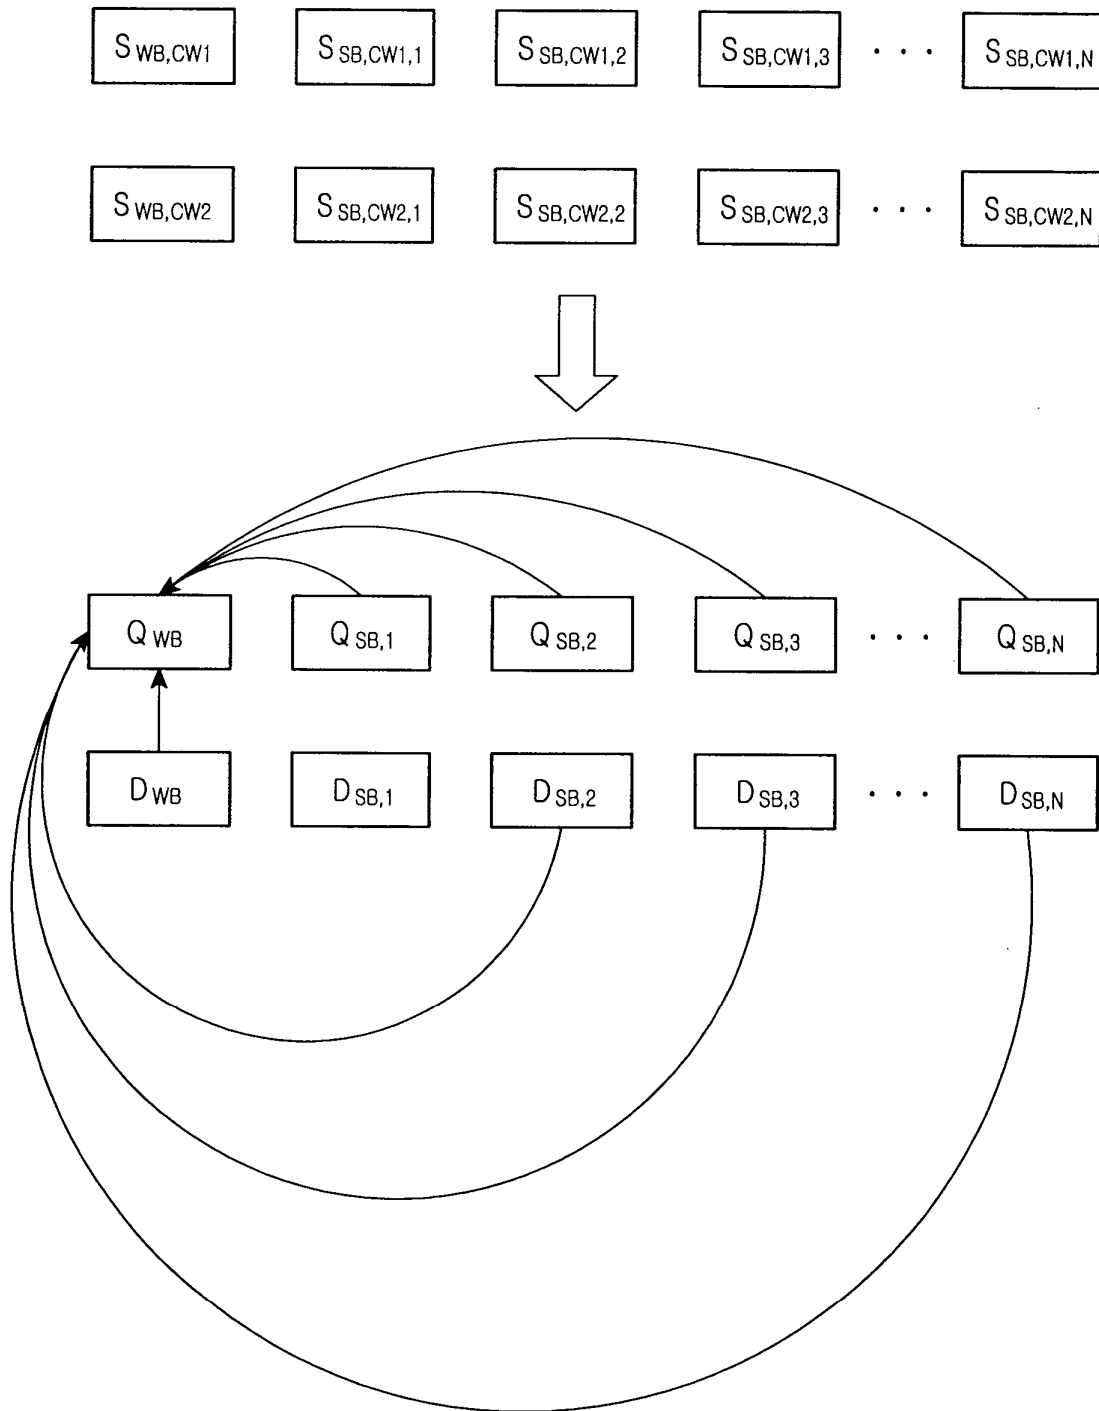 S WB,CW1 S SB,CW1,1 S SB,CW1,2 S SB,CW1,3 · · · S SB,CW1,N
S WB,CW2 S SB,CW2,1 S SB,CW2,2 S SB,CW2,3 · · · S SB,CW2,N
Q WB Q SB,1 Q SB,2 Q SB,3 · · · Q SB,N
D WB D SB,1 D SB,2 D SB,3 · · · D SB,N